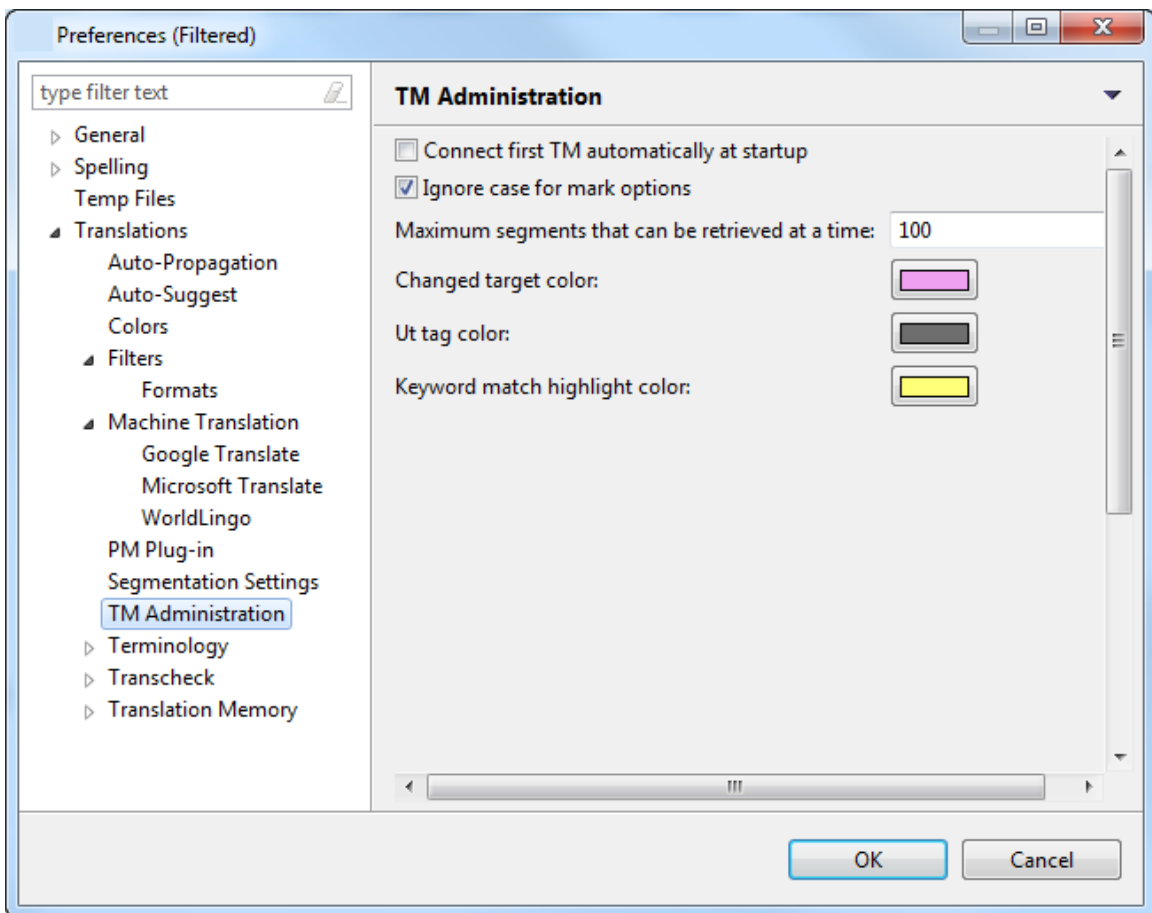 Preferences (Filtered)
type filter text
General
Spelling
Temp Files
Translations
Auto-Propagation
Auto-Suggest
Colors
Filters
Formats
Machine Translation
Google Translate
Microsoft Translate
WorldLingo
PM Plug-in
Segmentation Settings
TM Administration
Terminology
Transcheck
Translation Memory
TM Administration
Connect first TM automatically at startup
Ignore case for mark options
Maximum segments that can be retrieved at a time: 100
Changed target color:
Ut tag color:
Keyword match highlight color:
OK Cancel